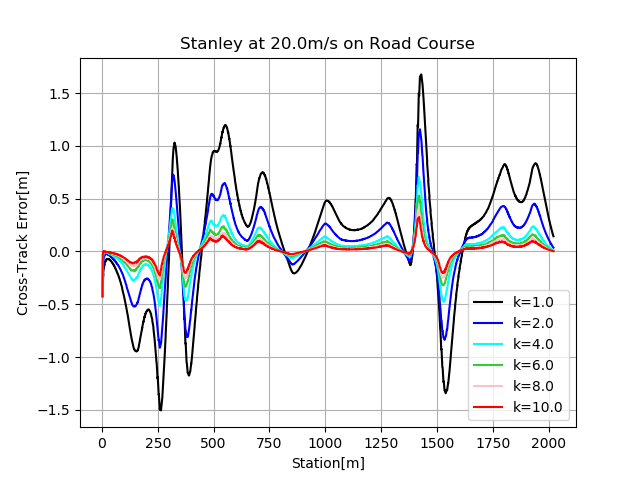 Stanley at 20.0m/s on Road Course
Cross-Track Error[m]
1.5
1.0
0.5
0.0
−0.5
−1.0
−1.5
0
250
500
750
1000
1250
1500
1750
2000
Station[m]
k=1.0
k=2.0
k=4.0
k=6.0
k=8.0
k=10.0